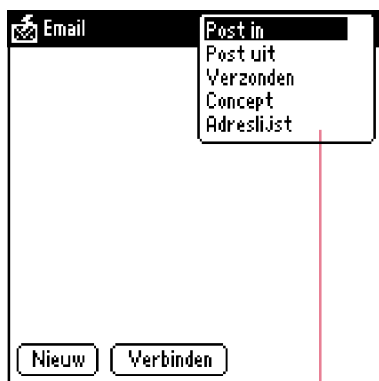 Email
Post in
Post uit
Verzonden
Concept
Adreslijst
Nieuw
Verbinden